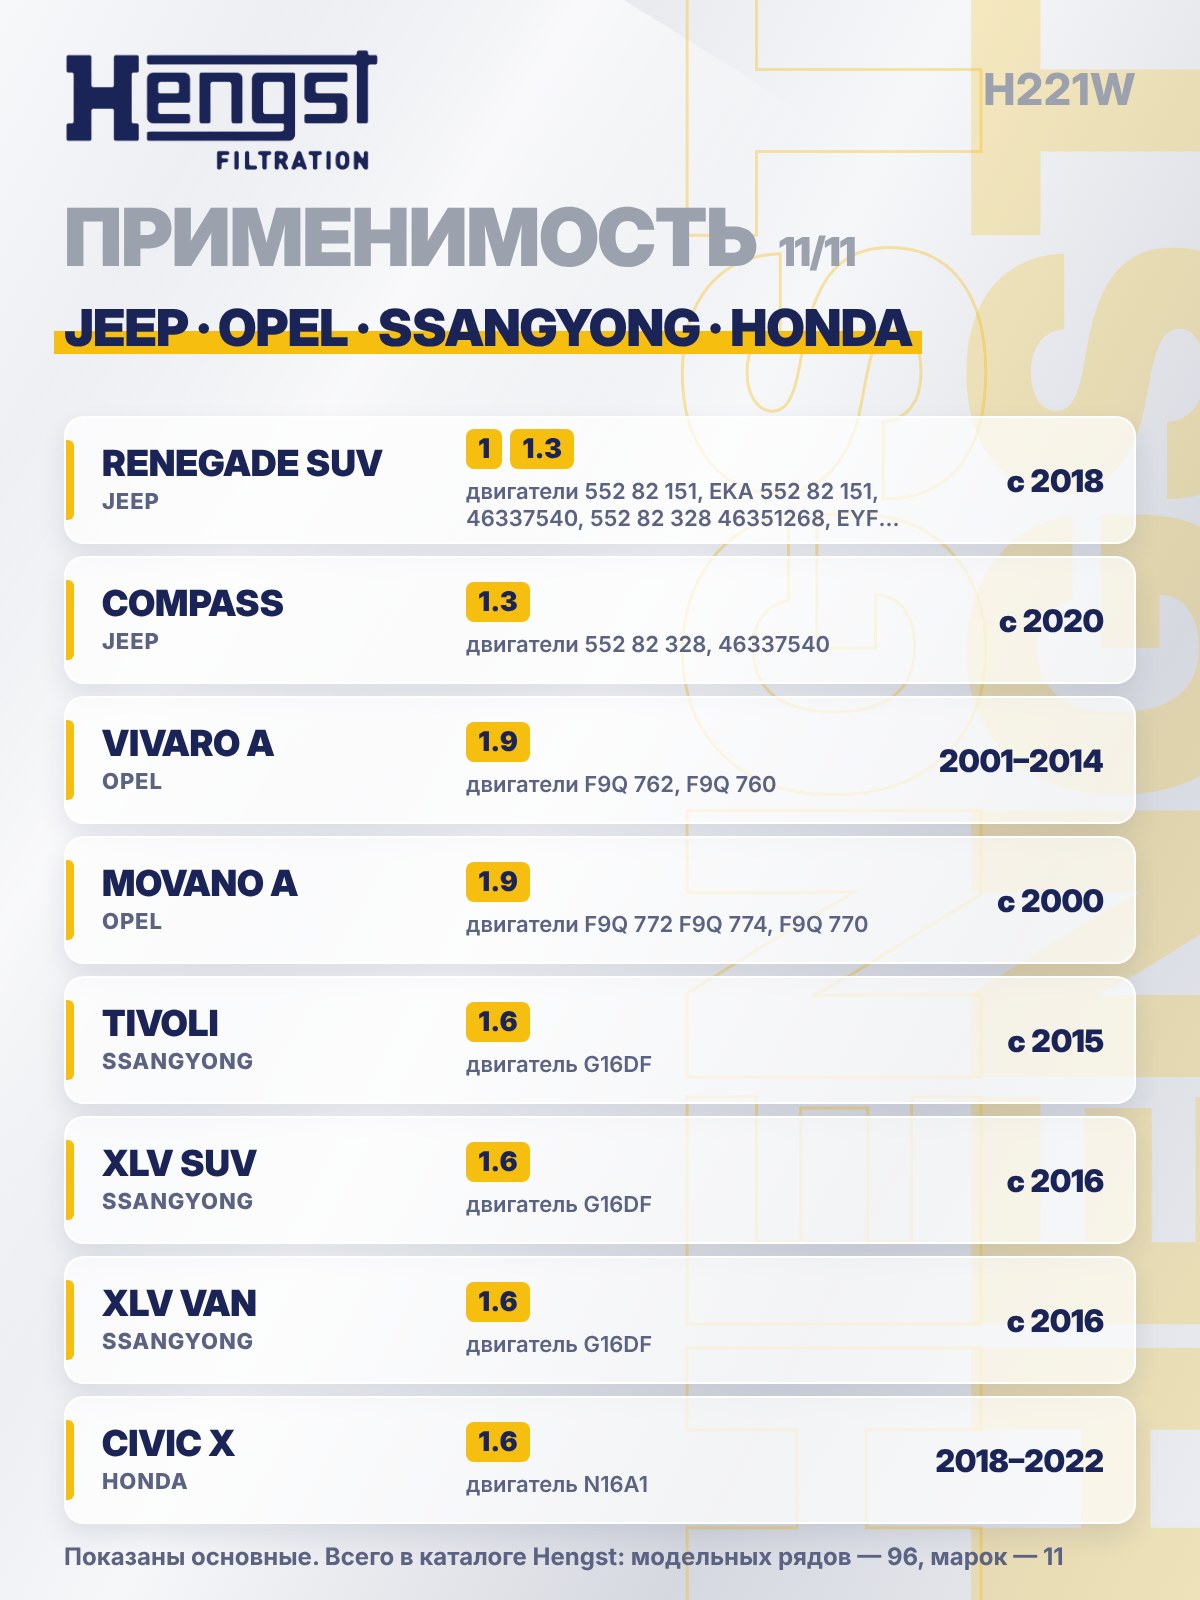 Hengst
FILTRATION
H221W
ПРИМЕНИМОСТЬ 11/11
JEEP · OPEL · SSANGYONG · HONDA
RENEGADE SUV
JEEP
1 1.3
двигатели 552 82 151, EKA 552 82 151,
46337540, 552 82 328 46351268, EYF...
с 2018
COMPASS
JEEP
1.3
двигатели 552 82 328, 46337540
с 2020
VIVARO A
OPEL
1.9
двигатели F9Q 762, F9Q 760
2001–2014
MOVANO A
OPEL
1.9
двигатели F9Q 772 F9Q 774, F9Q 770
с 2000
TIVOLI
SSANGYONG
1.6
двигатель G16DF
с 2015
XLV SUV
SSANGYONG
1.6
двигатель G16DF
с 2016
XLV VAN
SSANGYONG
1.6
двигатель G16DF
с 2016
CIVIC X
HONDA
1.6
двигатель N16A1
2018–2022
Показаны основные. Всего в каталоге Hengst: модельных рядов — 96, марок — 11
HENGST
HENGST